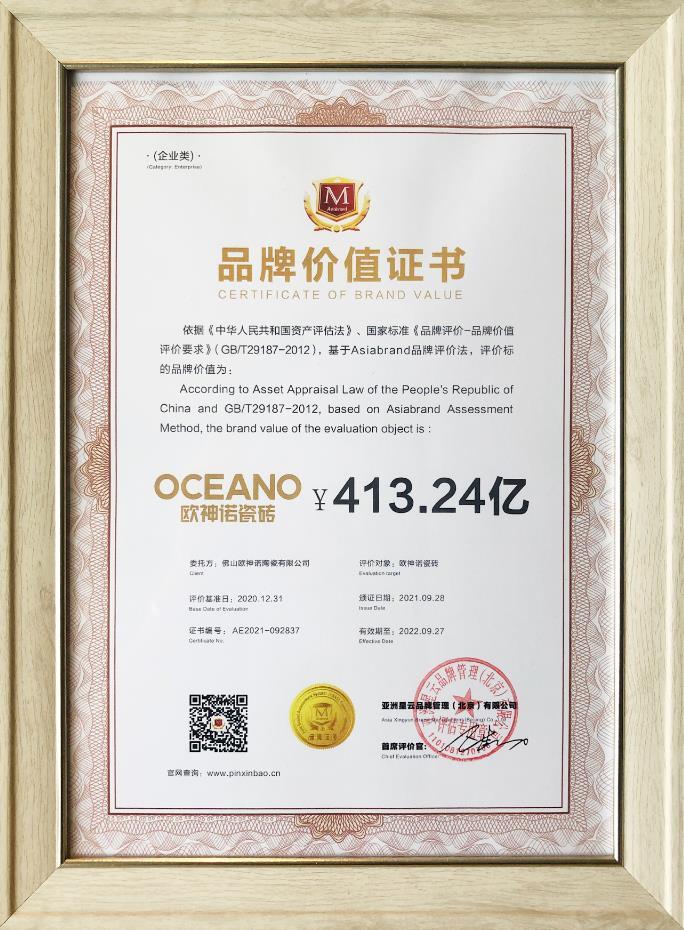 ·(企业类)·
(Category: Enterprise)
M
Asiabrand
品牌价值证书
CERTIFICATE OF BRAND VALUE
依据《中华人民共和国资产评估法》、国家标准《品牌评价-品牌价值
评价要求》(GB/T29187-2012)，基于Asiabrand品牌评价法，评价标
的品牌价值为：
According to Asset Appraisal Law of the People's Republic of
China and GB/T29187-2012, based on Asiabrand Assessment
Method, the brand value of the evaluation object is :
OCEANO
欧神诺瓷砖
¥ 413.24亿
委托方：佛山欧神诺陶瓷有限公司
Client
评价对象：欧神诺瓷砖
Evaluation target
评价基准日：2020.12.31
Base Date of Evaluation
颁证日期：2021.09.28
Issue Date
证书编号： AE2021-092837
Certificate No.
有效期至：2022.09.27
Effective Date
M
亚洲星云品牌管理（北京）有限公司
首席评价官：
Chief Evaluation Officer
官网查询：www.pinxinbao.cn